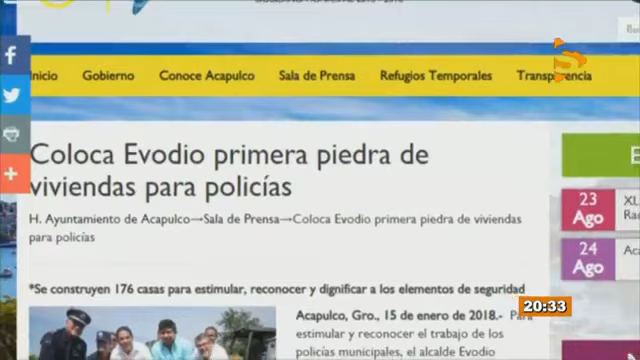 Inicio Gobierno Conoce Acapulco Sala de Prensa Refugios Temporales Transparencia
Coloca Evodio primera piedra de
viviendas para policías
H. Ayuntamiento de Acapulco→Sala de Prensa→Coloca Evodio primera piedra de viviendas
para policías
*Se construyen 176 casas para estimular, reconocer y dignificar a los elementos de seguridad
Acapulco, Gro., 15 de enero de 2018.- Para
estimular y reconocer el trabajo de los
policías municipales, el alcalde Evodio
23
Ago
24
Ago
20:33